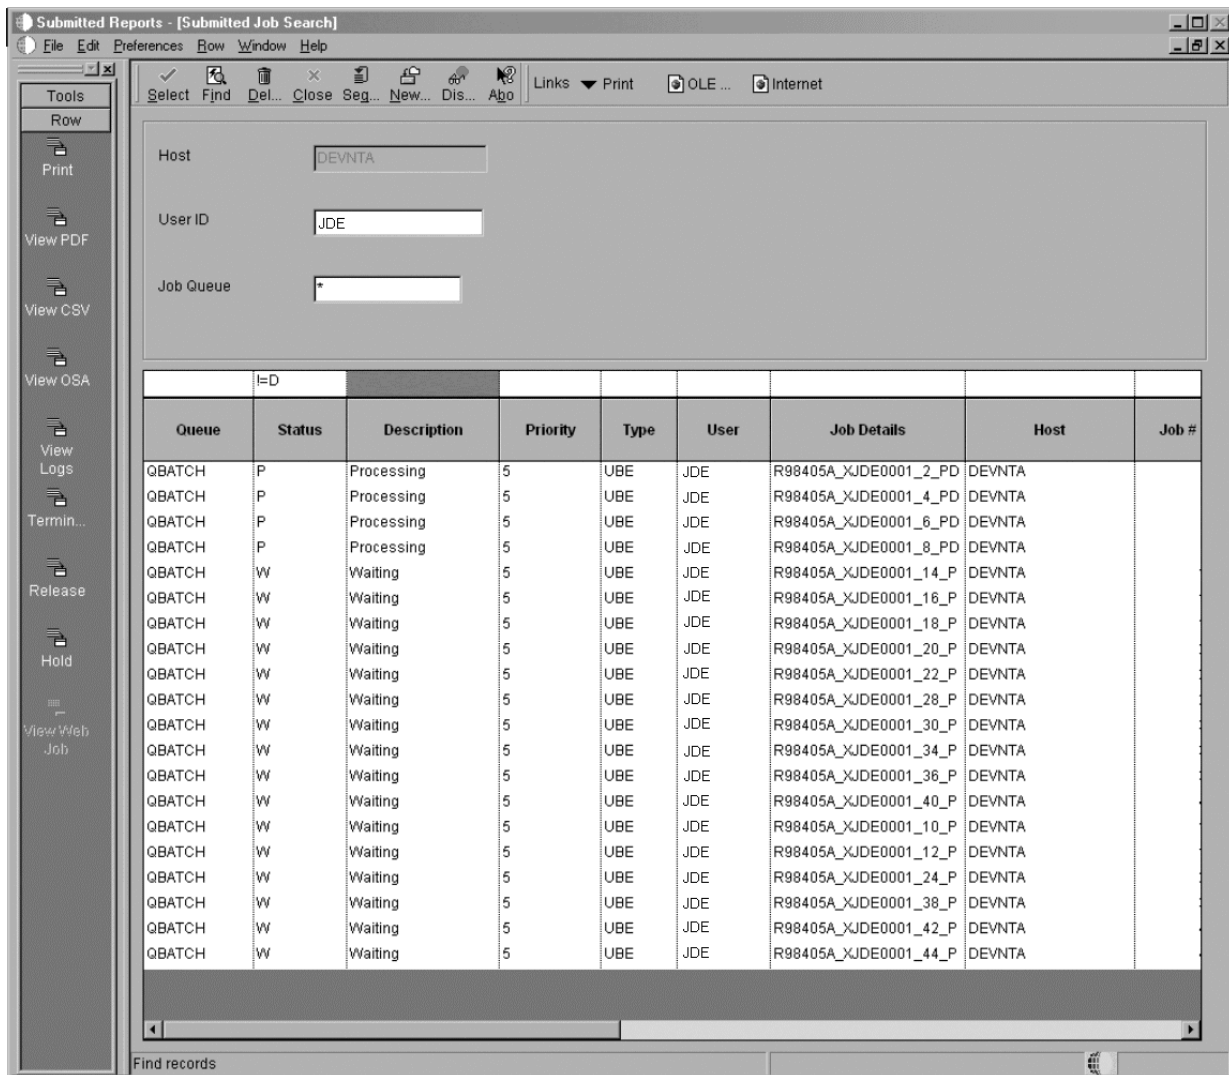 Submitted Reports - [Submitted Job Search]
File Edit Preferences Row Window Help
Tools
Row
Print
View PDF
View CSV
View OSA
View
Logs
Termin...
Release
Hold
View Web
Job
Select Find Del... Close Seq... New... Dis... Abo Links Print OLE ... Internet
Host DEVNTA
User ID JDE
Job Queue *
!=D
Queue Status Description Priority Type User Job Details Host Job #
QBATCH P Processing 5 UBE JDE R98405A_XJDE0001_2_PD DEVNTA
QBATCH P Processing 5 UBE JDE R98405A_XJDE0001_4_PD DEVNTA
QBATCH P Processing 5 UBE JDE R98405A_XJDE0001_6_PD DEVNTA
QBATCH P Processing 5 UBE JDE R98405A_XJDE0001_8_PD DEVNTA
QBATCH W Waiting 5 UBE JDE R98405A_XJDE0001_14_P DEVNTA
QBATCH W Waiting 5 UBE JDE R98405A_XJDE0001_16_P DEVNTA
QBATCH W Waiting 5 UBE JDE R98405A_XJDE0001_18_P DEVNTA
QBATCH W Waiting 5 UBE JDE R98405A_XJDE0001_20_P DEVNTA
QBATCH W Waiting 5 UBE JDE R98405A_XJDE0001_22_P DEVNTA
QBATCH W Waiting 5 UBE JDE R98405A_XJDE0001_28_P DEVNTA
QBATCH W Waiting 5 UBE JDE R98405A_XJDE0001_30_P DEVNTA
QBATCH W Waiting 5 UBE JDE R98405A_XJDE0001_34_P DEVNTA
QBATCH W Waiting 5 UBE JDE R98405A_XJDE0001_36_P DEVNTA
QBATCH W Waiting 5 UBE JDE R98405A_XJDE0001_40_P DEVNTA
QBATCH W Waiting 5 UBE JDE R98405A_XJDE0001_10_P DEVNTA
QBATCH W Waiting 5 UBE JDE R98405A_XJDE0001_12_P DEVNTA
QBATCH W Waiting 5 UBE JDE R98405A_XJDE0001_24_P DEVNTA
QBATCH W Waiting 5 UBE JDE R98405A_XJDE0001_38_P DEVNTA
QBATCH W Waiting 5 UBE JDE R98405A_XJDE0001_42_P DEVNTA
QBATCH W Waiting 5 UBE JDE R98405A_XJDE0001_44_P DEVNTA
Find records